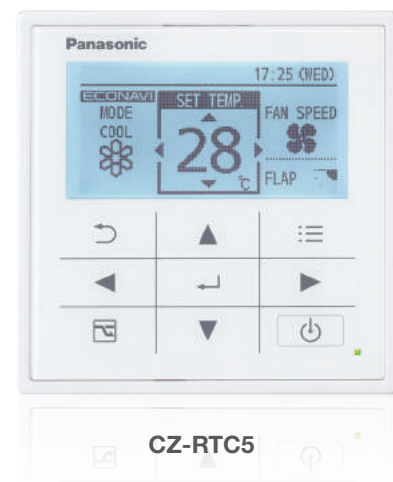 Panasonic
17:25 (WED)
ECONAVI
MODE
COOL
SET TEMP.
28
℃
FAN SPEED
FLAP
CZ-RTC5